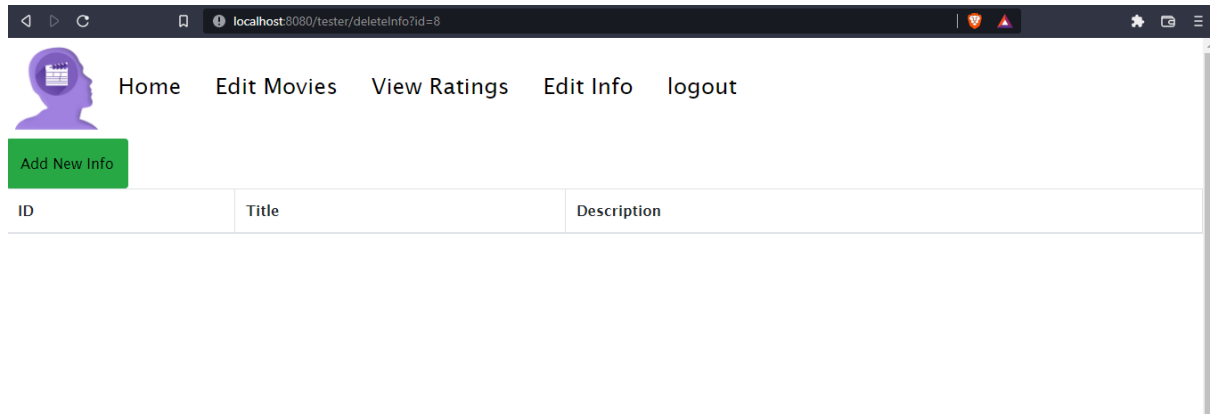 localhost:8080/tester/deleteInfo?id=8
Home Edit Movies View Ratings Edit Info logout
Add New Info
ID Title Description